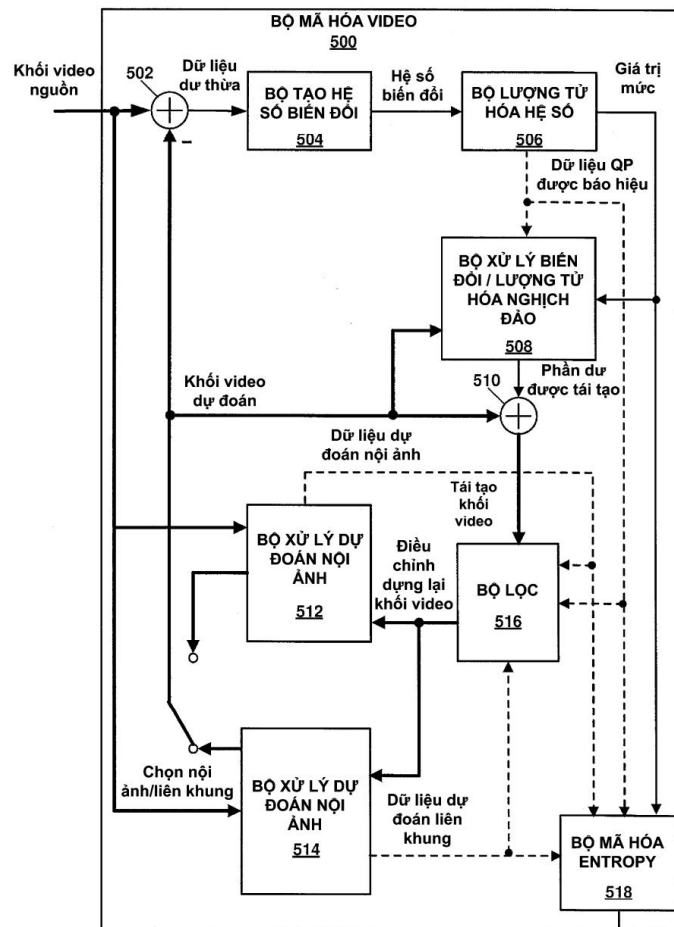 BỘ MÃ HÓA VIDEO
500
Khối video
nguồn
502
Dữ liệu
dư thừa
BỘ TẠO HỆ
SỐ BIẾN ĐỔI
504
Hệ số
biến đổi
BỘ LƯỢNG TỬ
HÓA HỆ SỐ
506
Giá trị
mức
Dữ liệu QP
được báo hiệu
BỘ XỬ LÝ BIẾN
ĐỔI / LƯỢNG TỬ
HÓA NGHỊCH
ĐẢO
508
Khối video
dự đoán
510
Phần dư
được tái tạo
Dữ liệu dự
đoán nội ảnh
Tái tạo
khối
video
BỘ XỬ LÝ DỰ
ĐOÁN NỘI
ẢNH
512
Điều
chỉnh
dựng lại
khối video
BỘ LỌC
516
Chọn nội
ảnh/liên khung
BỘ XỬ LÝ DỰ
ĐOÁN NỘI
ẢNH
514
Dữ liệu dự
đoán liên
khung
BỘ MÃ HÓA
ENTROPY
518